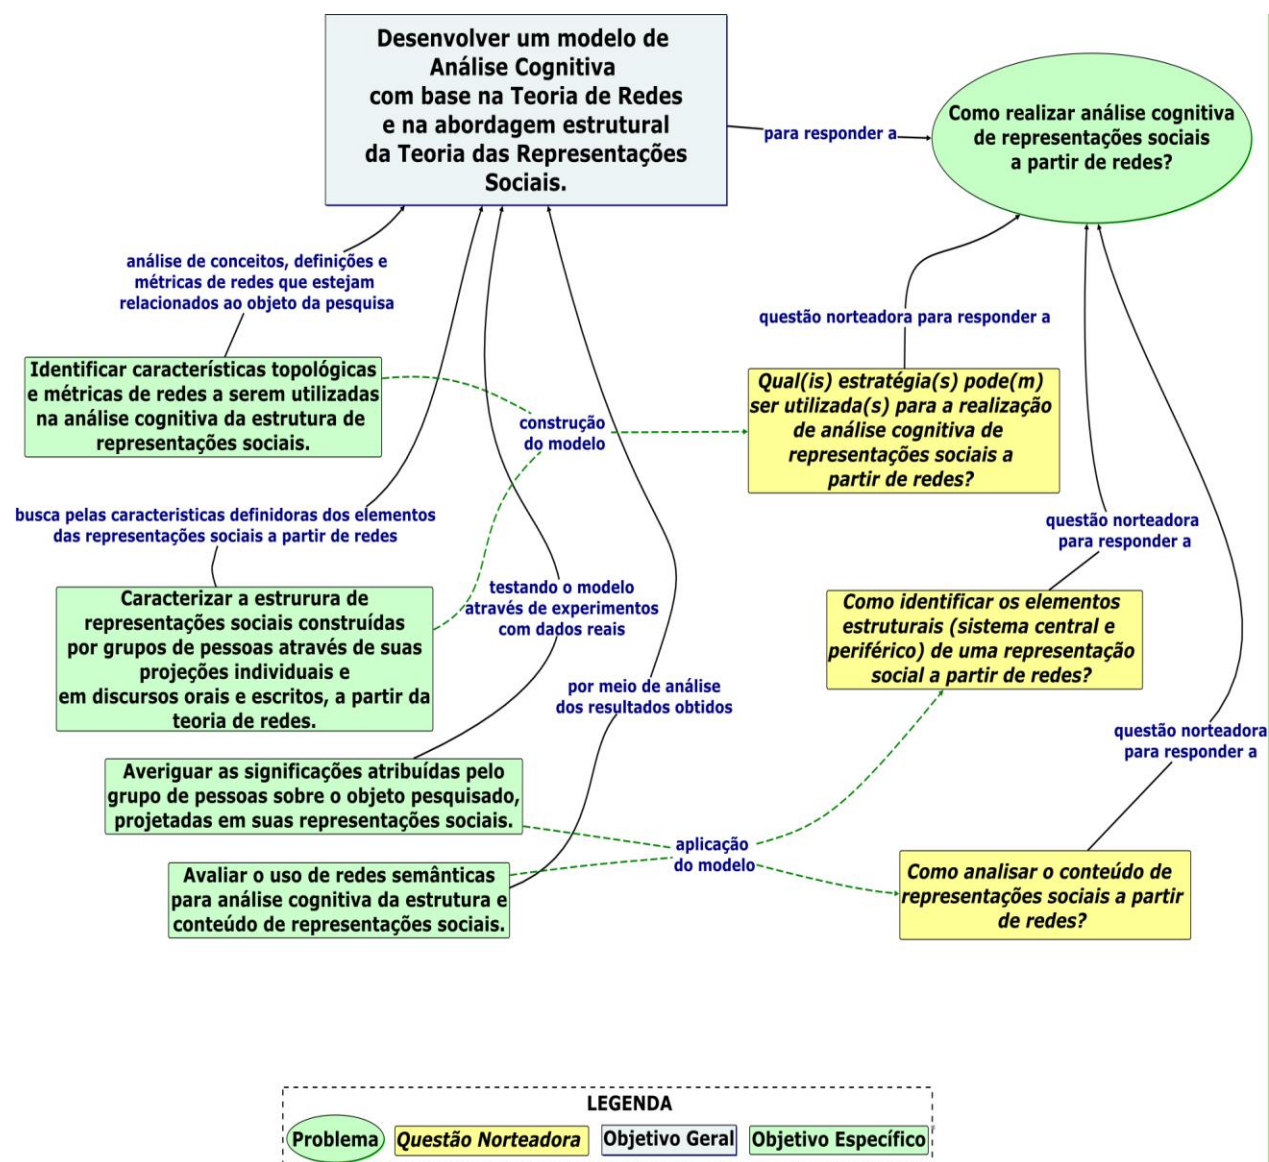 Desenvolver um modelo de
Análise Cognitiva
com base na Teoria de Redes
e na abordagem estrutural
da Teoria das Representações
Sociais.
para responder a
Como realizar análise cognitiva
de representações sociais
a partir de redes?
análise de conceitos, definições e
métricas de redes que estejam
relacionados ao objeto da pesquisa
questão norteadora para responder a
Identificar características topológicas
e métricas de redes a serem utilizadas
na análise cognitiva da estrutura de
representações sociais.
construção
do modelo
Qual(is) estratégia(s) pode(m)
ser utilizada(s) para a realização
de análise cognitiva de
representações sociais a
partir de redes?
busca pelas caracteristicas definidoras dos elementos
das representações sociais a partir de redes
questão norteadora
para responder a
Caracterizar a estrurura de
representações sociais construídas
por grupos de pessoas através de suas
projeções individuais e
em discursos orais e escritos, a partir da
teoria de redes.
testando o modelo
através de experimentos
com dados reais
Como identificar os elementos
estruturais (sistema central e
periférico) de uma representação
social a partir de redes?
por meio de análise
dos resultados obtidos
questão norteadora
para responder a
Averiguar as significações atribuídas pelo
grupo de pessoas sobre o objeto pesquisado,
projetadas em suas representações sociais.
aplicação
do modelo
Avaliar o uso de redes semânticas
para análise cognitiva da estrutura e
conteúdo de representações sociais.
Como analisar o conteúdo de
representações sociais a partir
de redes?
LEGENDA
Problema
Questão Norteadora
Objetivo Geral
Objetivo Específico